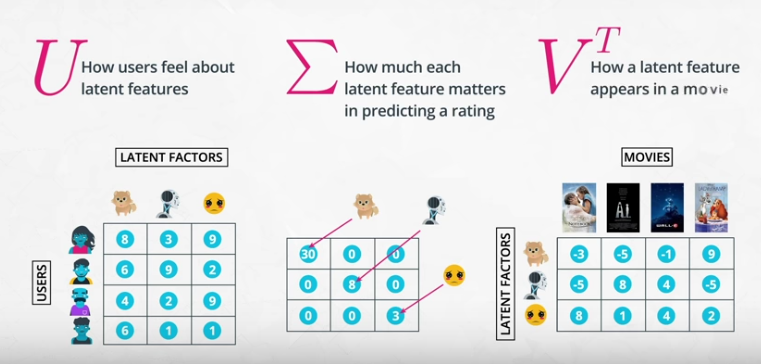 U
How users feel about
latent features
Σ
How much each
latent feature matters
in predicting a rating
V^T
How a latent feature
appears in a movie
LATENT FACTORS
USERS
8 3 9
6 9 2
4 2 9
6 1 1
30 0 0
0 8 0
0 0 3
MOVIES
A.I.
WALL·E
LATENT FACTORS
-3 -5 -1 9
-5 8 4 -5
8 1 4 2